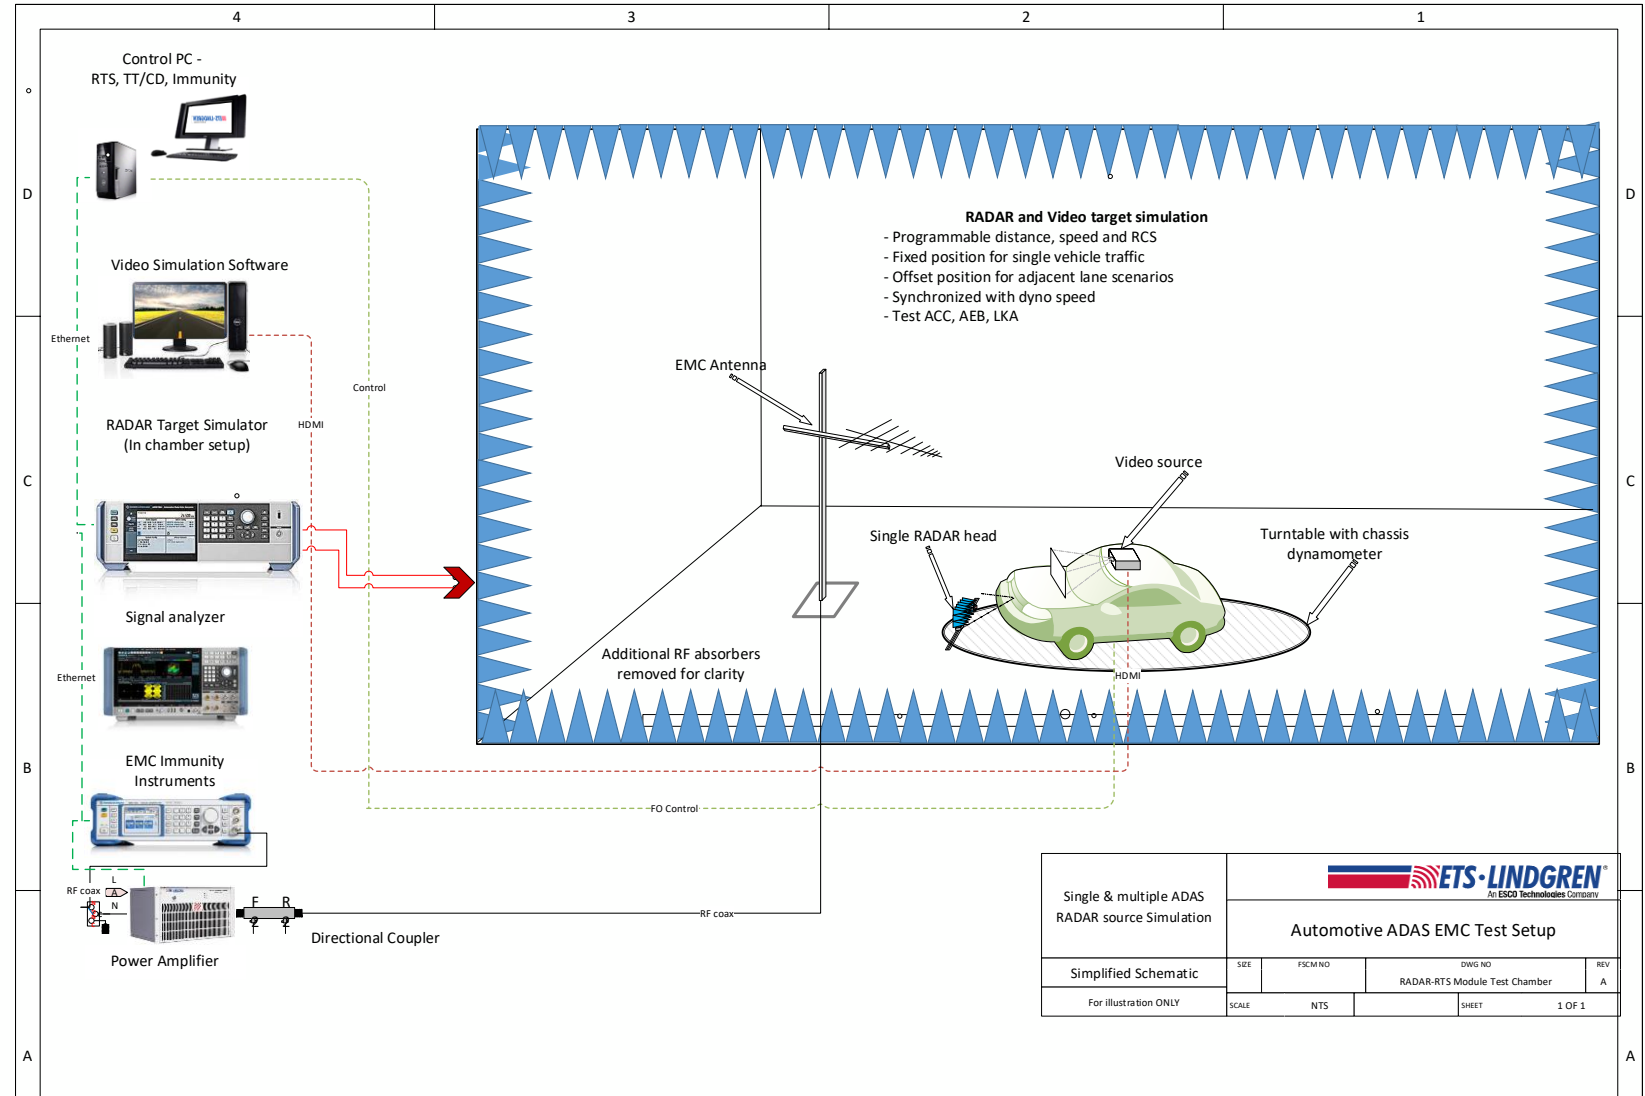 4
3
2
1
D
C
B
A
D
C
B
A
Control PC -
RTS, TT/CD, Immunity
Video Simulation Software
Ethernet
RADAR Target Simulator
(In chamber setup)
HDMI
Control
Signal analyzer
Ethernet
EMC Immunity
Instruments
RF coax
L
A
N
F
R
Power Amplifier
Directional Coupler
RF coax
FO Control
RADAR and Video target simulation
- Programmable distance, speed and RCS
- Fixed position for single vehicle traffic
- Offset position for adjacent lane scenarios
- Synchronized with dyno speed
- Test ACC, AEB, LKA
EMC Antenna
Video source
Single RADAR head
Turntable with chassis
dynamometer
Additional RF absorbers
removed for clarity
HDMI
Single & multiple ADAS
RADAR source Simulation
Simplified Schematic
For illustration ONLY
ETS·LINDGREN®
An ESCO Technologies Company
Automotive ADAS EMC Test Setup
SIZE
FSCM NO
DWG NO
RADAR-RTS Module Test Chamber
REV
A
SCALE
NTS
SHEET
1 OF 1